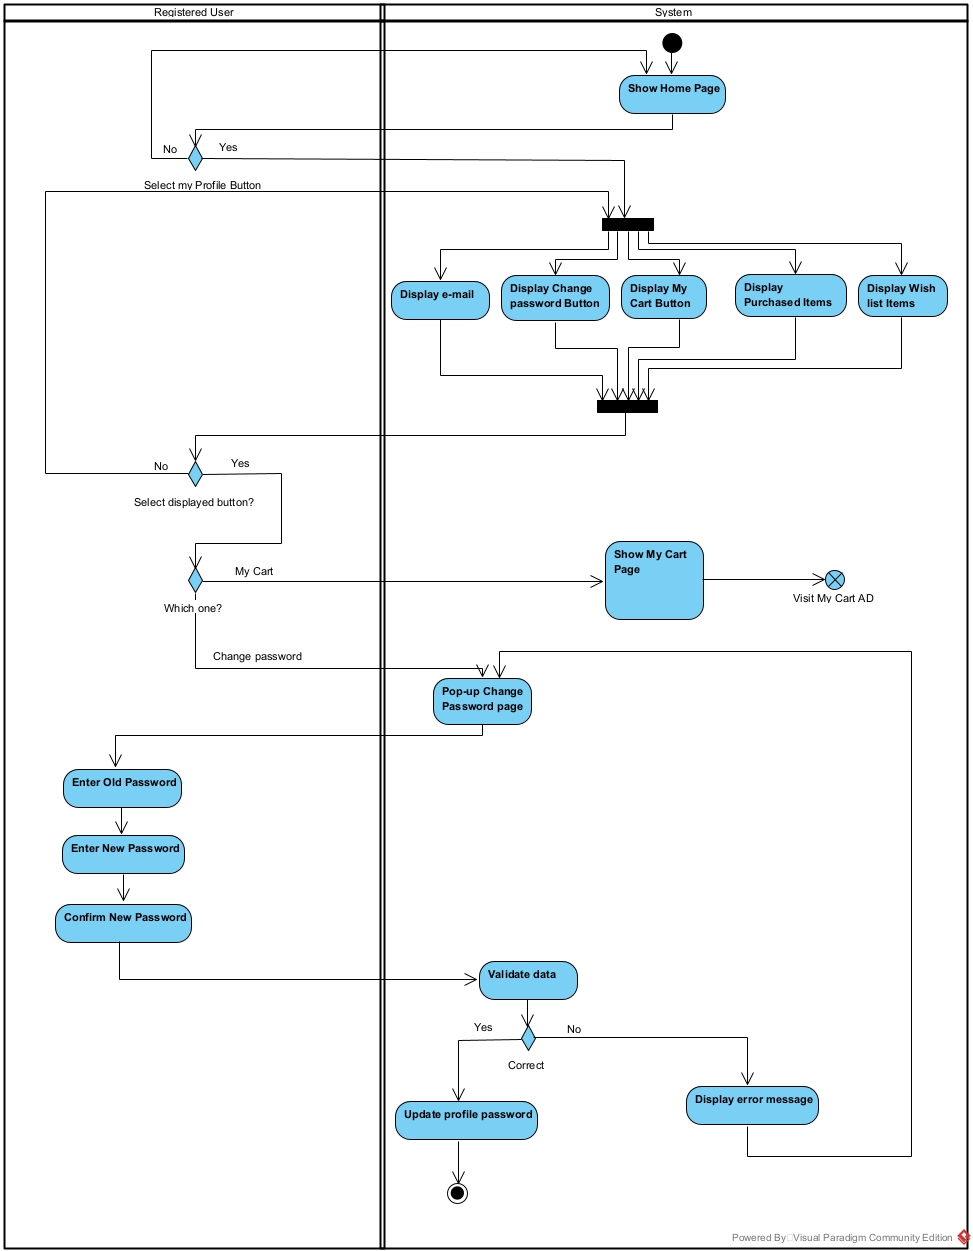 Registered User
System
Show Home Page
No
Yes
Select my Profile Button
Display e-mail
Display Change
password Button
Display My
Cart Button
Display
Purchased Items
Display Wish
list Items
No
Yes
Select displayed button?
My Cart
Which one?
Show My Cart
Page
Visit My Cart AD
Change password
Pop-up Change
Password page
Enter Old Password
Enter New Password
Confirm New Password
Validate data
Yes
No
Correct
Update profile password
Display error message
Powered By Visual Paradigm Community Edition